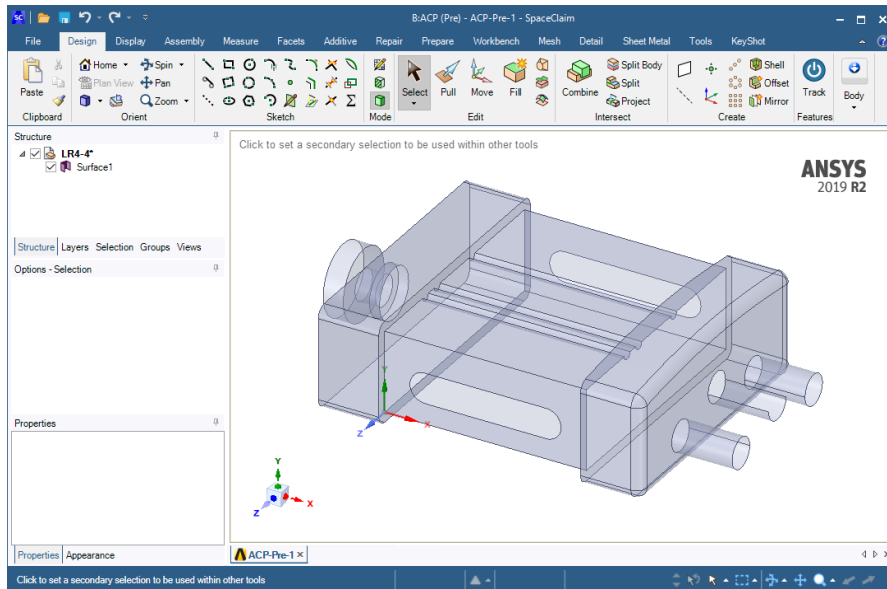 B:ACP (Pre) - ACP-Pre-1 - SpaceClaim
File Design Display Assembly Measure Facets Additive Repair Prepare Workbench Mesh Detail Sheet Metal Tools KeyShot
Paste
Clipboard
Home Spin
Plan View Pan
Zoom
Orient
Sketch
Mode
Select Pull Move Fill
Edit
Combine
Split Body
Split
Project
Intersect
Shell
Offset
Mirror
Create
Track
Features
Body
Structure
LR4-4*
Surface1
Structure Layers Selection Groups Views
Options - Selection
Properties
Properties Appearance
Click to set a secondary selection to be used within other tools
ANSYS
2019 R2
Y
X
Z
Y
X
Z
ACP-Pre-1
Click to set a secondary selection to be used within other tools